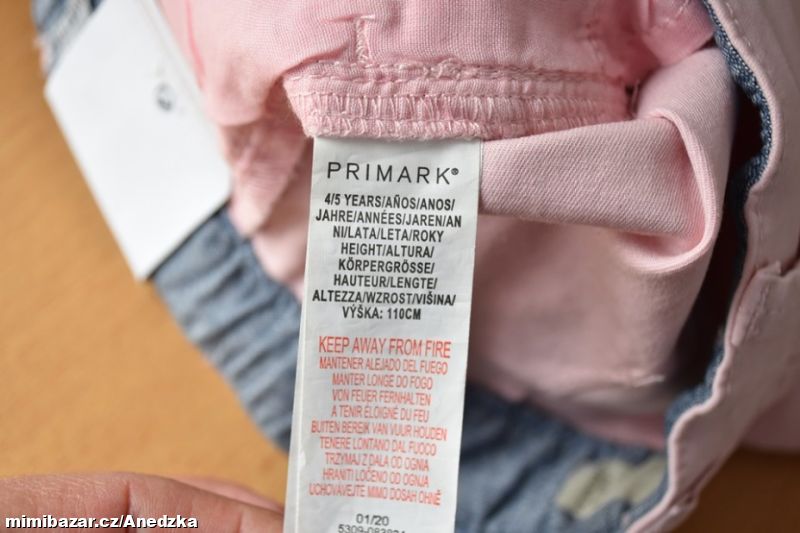 PRIMARK®
4/5 YEARS/AÑOS/ANOS/
JAHRE/ANNÉES/JAREN/AN
NI/LATA/LETA/ROKY
HEIGHT/ALTURA/
KÖRPERGRÖSSE/
HAUTEUR/LENGTE/
ALTEZZA/WZROST/VIŠINA/
VÝŠKA: 110CM
KEEP AWAY FROM FIRE
MANTENER ALEJADO DEL FUEGO
MANTER LONGE DO FOGO
VON FEUER FERNHALTEN
A TENIR ÉLOIGNÉ DU FEU
BUITEN BEREIK VAN VUUR HOUDEN
TENERE LONTANO DAL FUOCO
TRZYMAJ Z DALA OD OGNIA
HRANITI LOČENO OD OGNJA
UCHOVÁVEJTE MIMO DOSAH OHNĚ
01/20
mimibazar.cz/Anedzka